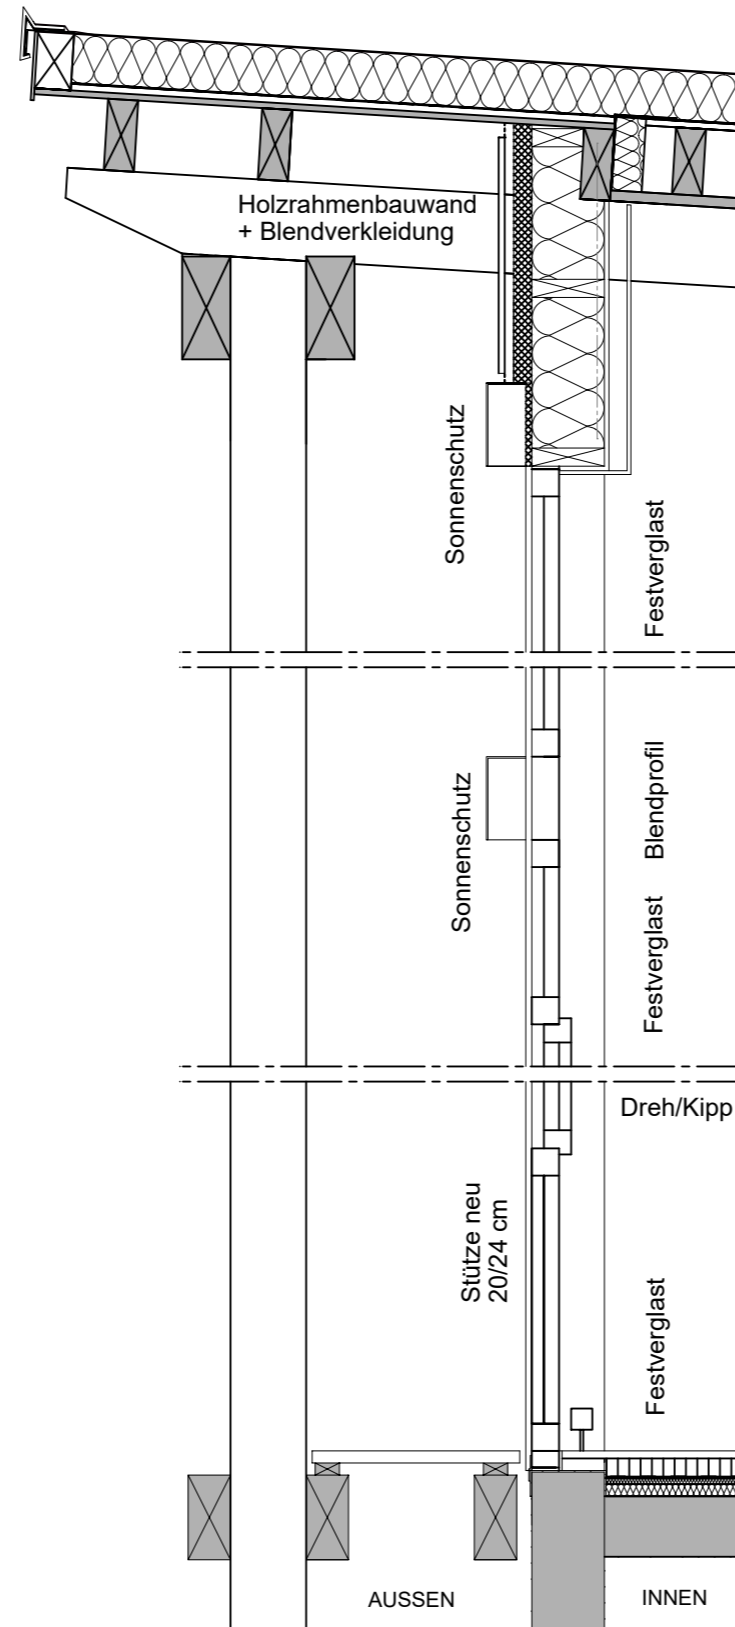 Holzrahmenbauwand
+ Blendverkleidung
Sonnenschutz
Festverglast
Sonnenschutz
Blendprofil
Festverglast
Dreh/Kipp
Stütze neu
20/24 cm
Festverglast
AUSSEN
INNEN